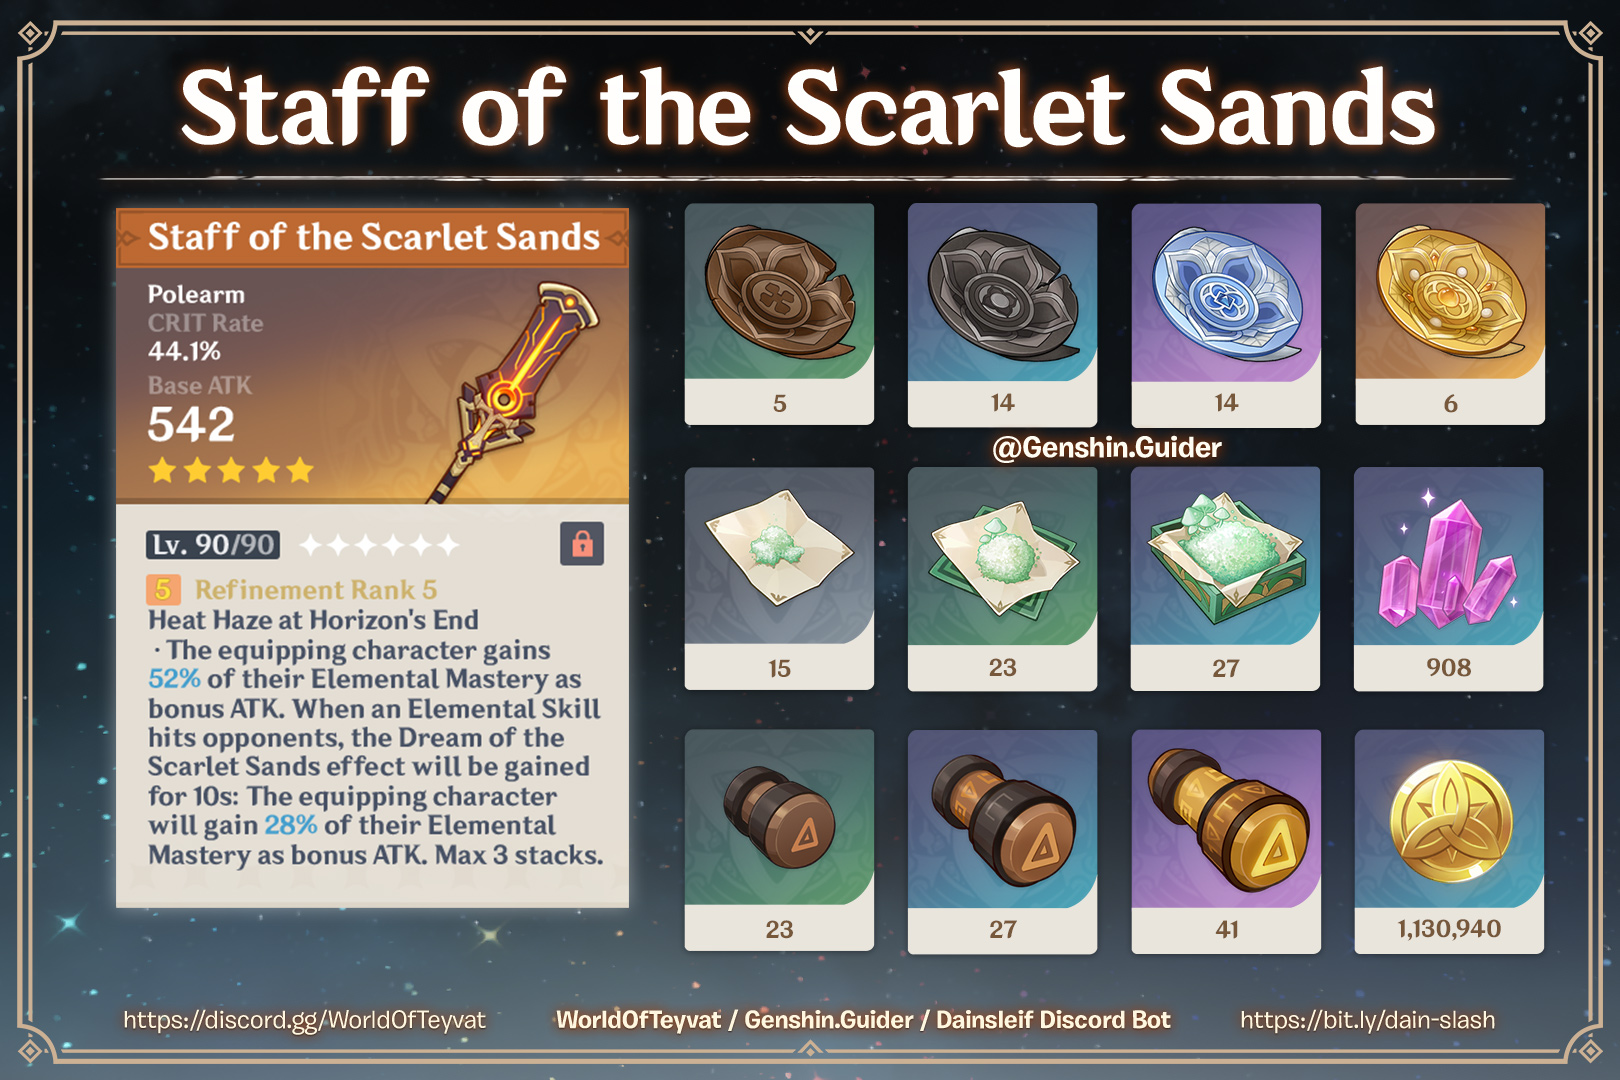 Staff of the Scarlet Sands
Staff of the Scarlet Sands
Polearm
CRIT Rate
44.1%
Base ATK
542
Lv. 90/90
5 Refinement Rank 5
Heat Haze at Horizon's End
· The equipping character gains
52% of their Elemental Mastery as
bonus ATK. When an Elemental Skill
hits opponents, the Dream of the
Scarlet Sands effect will be gained
for 10s: The equipping character
will gain 28% of their Elemental
Mastery as bonus ATK. Max 3 stacks.
5
14
14
6
@Genshin.Guider
15
23
27
908
23
27
41
1,130,940
https://discord.gg/WorldOfTeyvat
WorldOfTeyvat / Genshin.Guider / Dainsleif Discord Bot
https://bit.ly/dain-slash